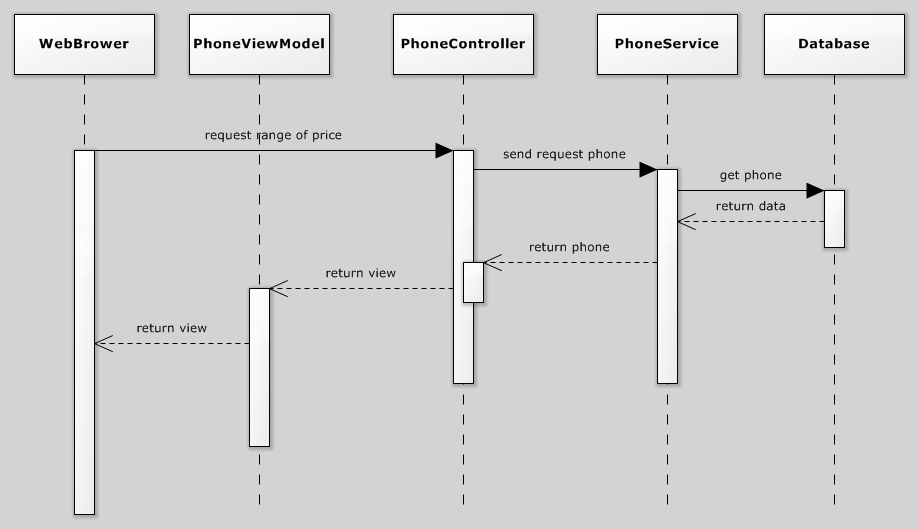 WebBrower
PhoneViewModel
PhoneController
PhoneService
Database
request range of price
send request phone
get phone
return data
return phone
return view
return view